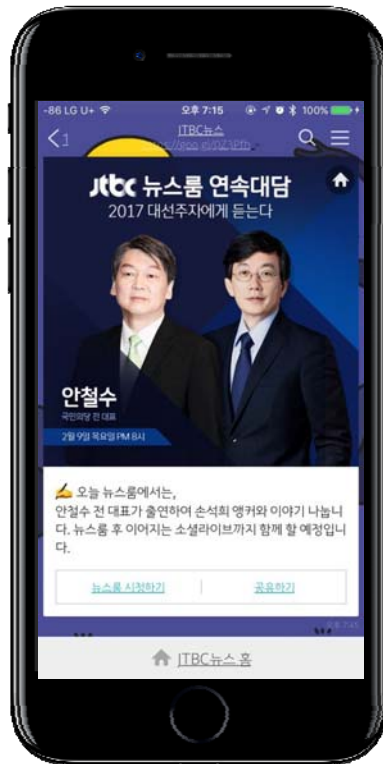 -86 LG U+ 오후 7:15 100%
1 JTBC뉴스
jtbc 뉴스룸 연속대담
2017 대선주자에게 듣는다
안철수
국민의당 전 대표
2월 9일 목요일 PM 8시
오늘 뉴스룸에서는,
안철수 전 대표가 출연하여 손석희 앵커와 이야기 나눕니
다. 뉴스룸 후 이어지는 소셜라이브까지 함께 할 예정입니
다.
뉴스룸 시청하기 공유하기
JTBC뉴스 홈